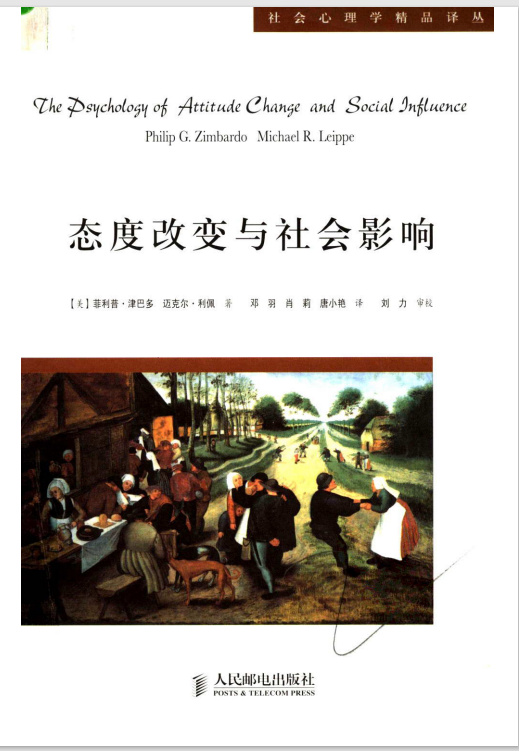 社会心理学精品译丛
The Psychology of Attitude Change and Social Influence
Philip G. Zimbardo Michael R. Leippe
态度改变与社会影响
【美】菲利普·津巴多 迈克尔·利佩 著 邓 羽 肖 莉 唐小艳 译 刘 力 审校
人民邮电出版社
POSTS & TELECOM PRESS